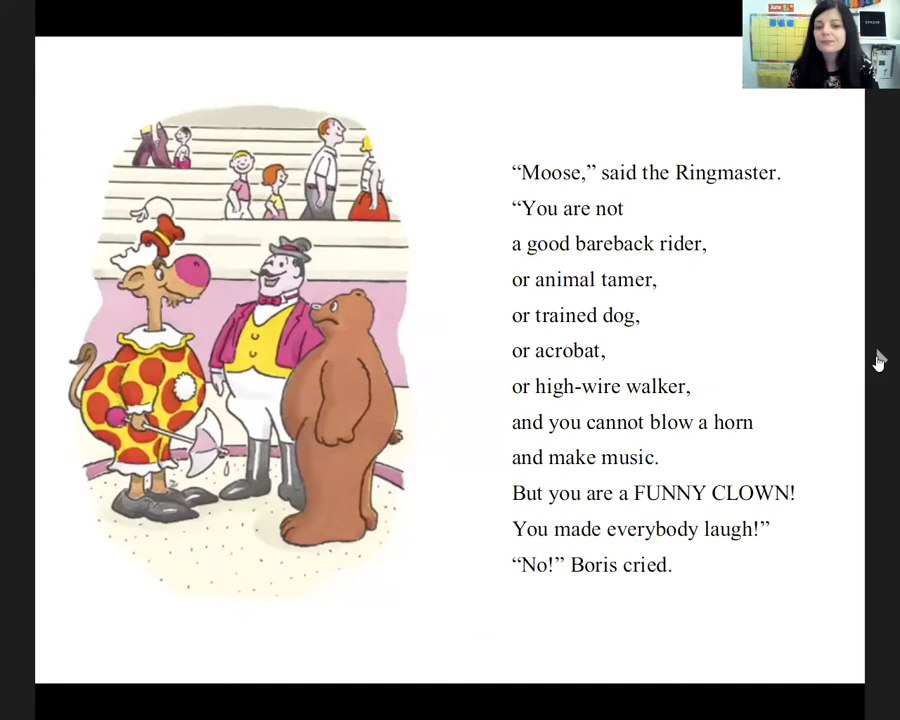 June
“Moose,” said the Ringmaster.
“You are not
a good bareback rider,
or animal tamer,
or trained dog,
or acrobat,
or high-wire walker,
and you cannot blow a horn
and make music.
But you are a FUNNY CLOWN!
You made everybody laugh!”
“No!” Boris cried.